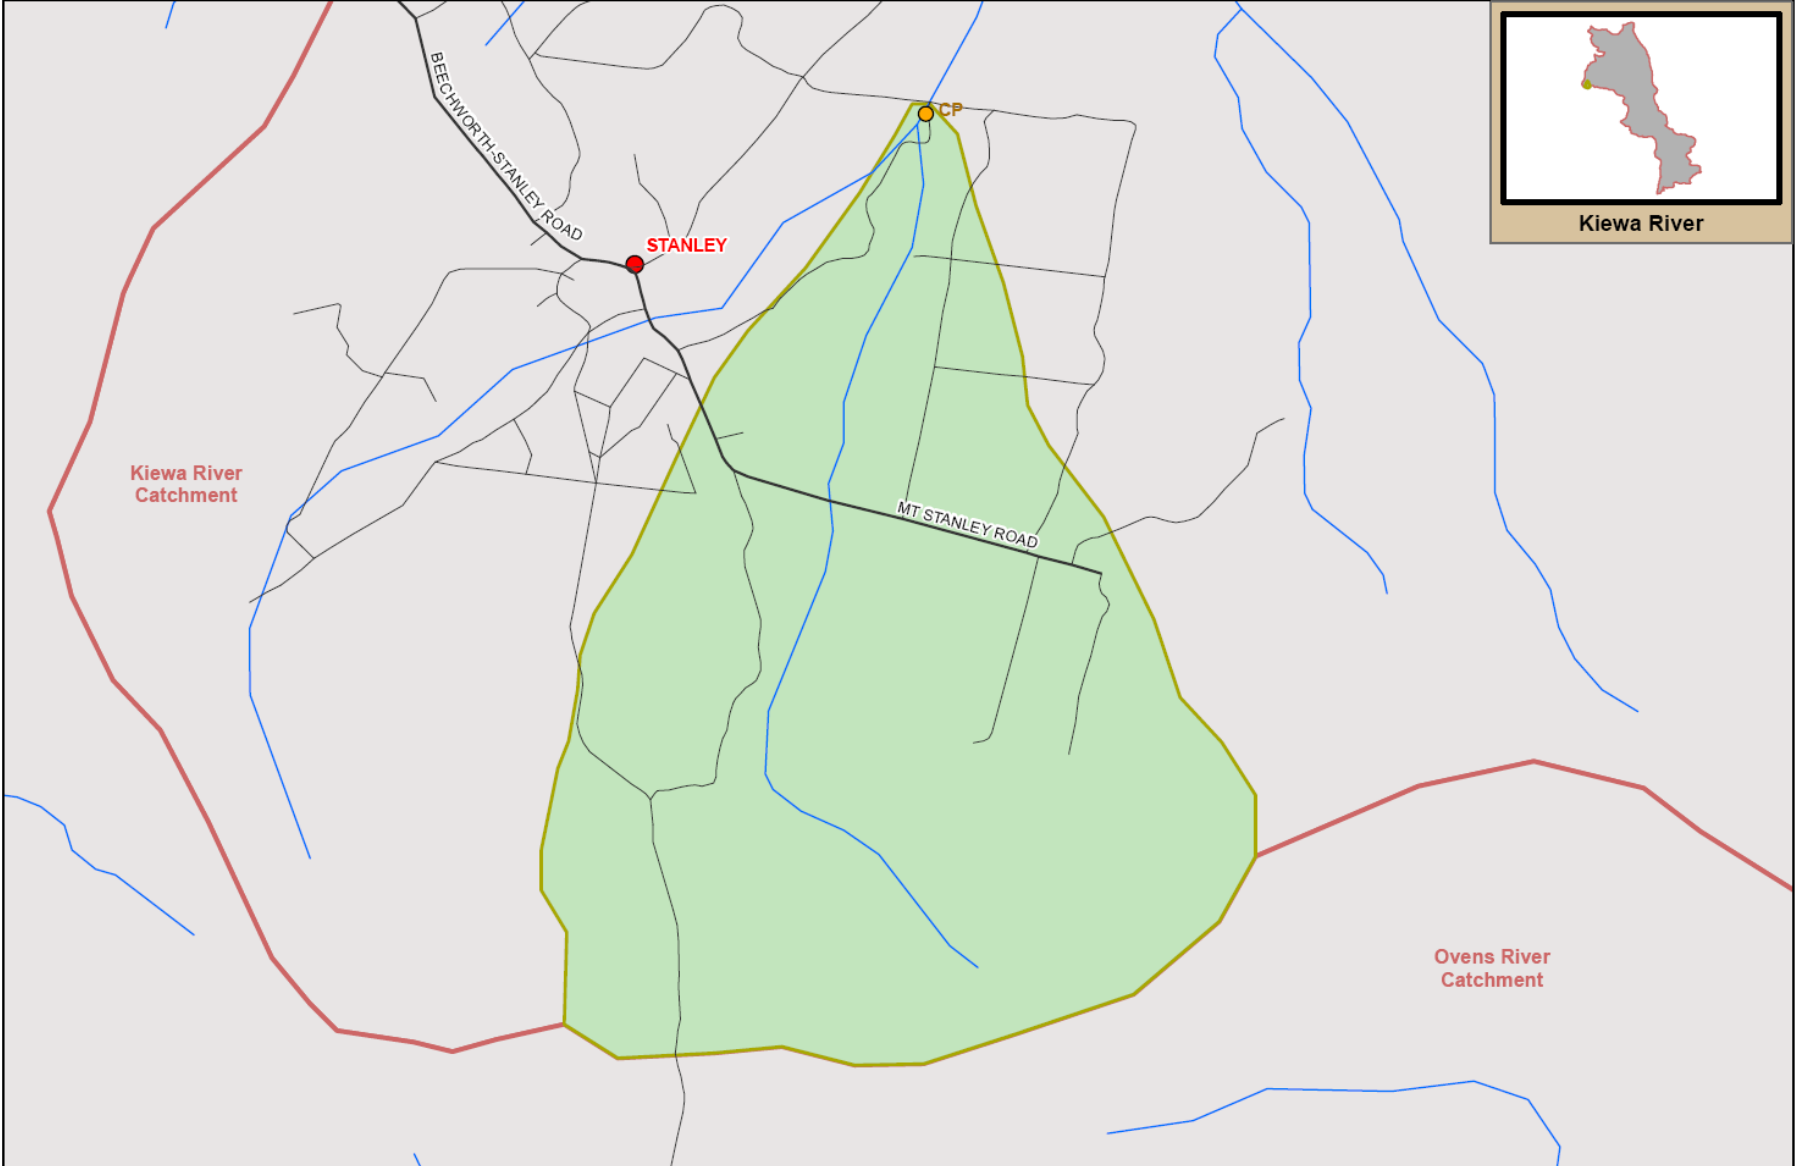 BEECHWORTH-STANLEY ROAD
CP
Kiewa River
STANLEY
Kiewa River
Catchment
MT STANLEY ROAD
Ovens River
Catchment